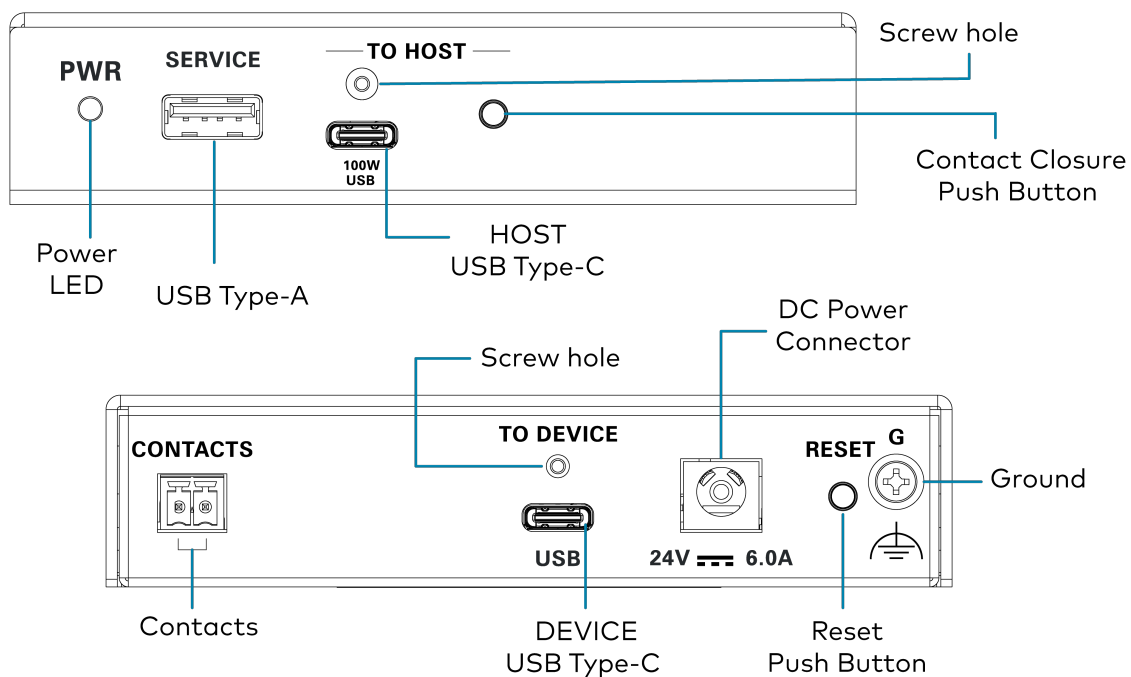 Screw hole
TO HOST
PWR
SERVICE
100W
USB
Contact Closure
Push Button
Power
LED
USB Type-A
HOST
USB Type-C
DC Power
Connector
Screw hole
CONTACTS
TO DEVICE
RESET
G
Ground
USB
24V 6.0A
Contacts
DEVICE
USB Type-C
Reset
Push Button